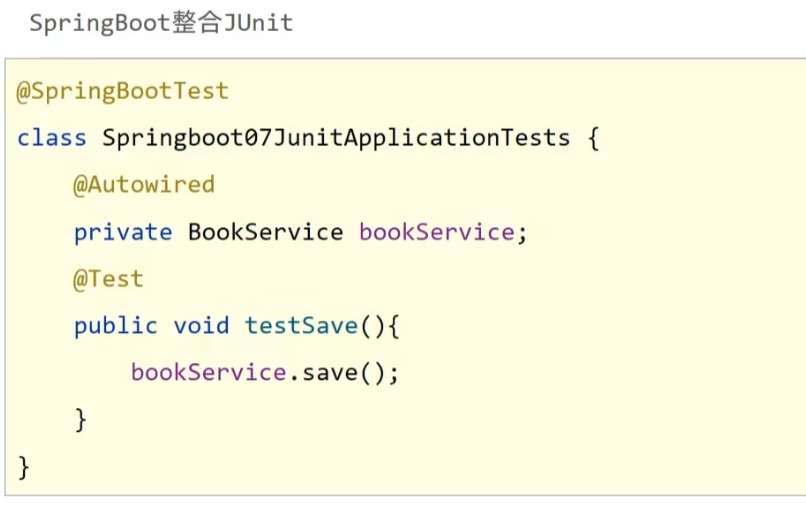 SpringBoot整合JUnit
@SpringBootTest
class Springboot07JunitApplicationTests {
    @Autowired
    private BookService bookService;
    @Test
    public void testSave(){
        bookService.save();
    }
}